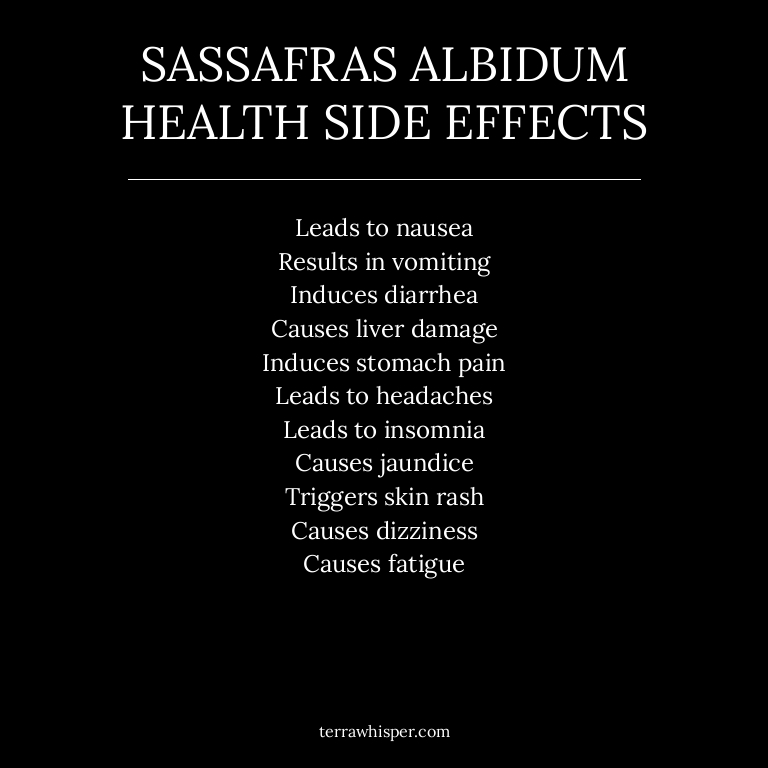 SASSAFRAS ALBIDUM
HEALTH SIDE EFFECTS
Leads to nausea
Results in vomiting
Induces diarrhea
Causes liver damage
Induces stomach pain
Leads to headaches
Leads to insomnia
Causes jaundice
Triggers skin rash
Causes dizziness
Causes fatigue
terrawhisper.com